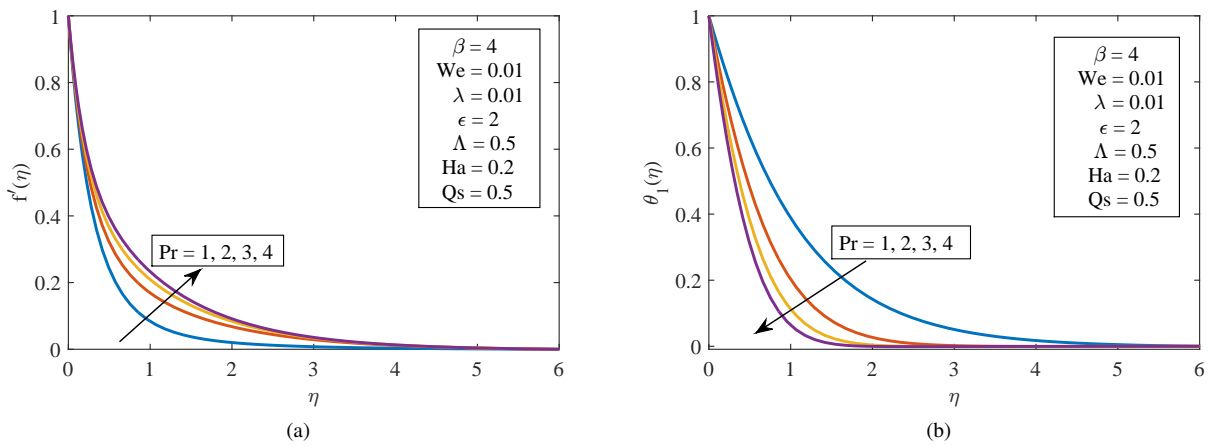 1
0.8
0.6
0.4
0.2
0
f′(η)
β = 4
We = 0.01
λ = 0.01
ϵ = 2
Λ = 0.5
Ha = 0.2
Qs = 0.5
Pr = 1, 2, 3, 4
0 1 2 3 4 5 6
η
(a)
1
0.8
0.6
0.4
0.2
0
θ₁(η)
β = 4
We = 0.01
λ = 0.01
ϵ = 2
Λ = 0.5
Ha = 0.2
Qs = 0.5
Pr = 1, 2, 3, 4
0 1 2 3 4 5 6
η
(b)